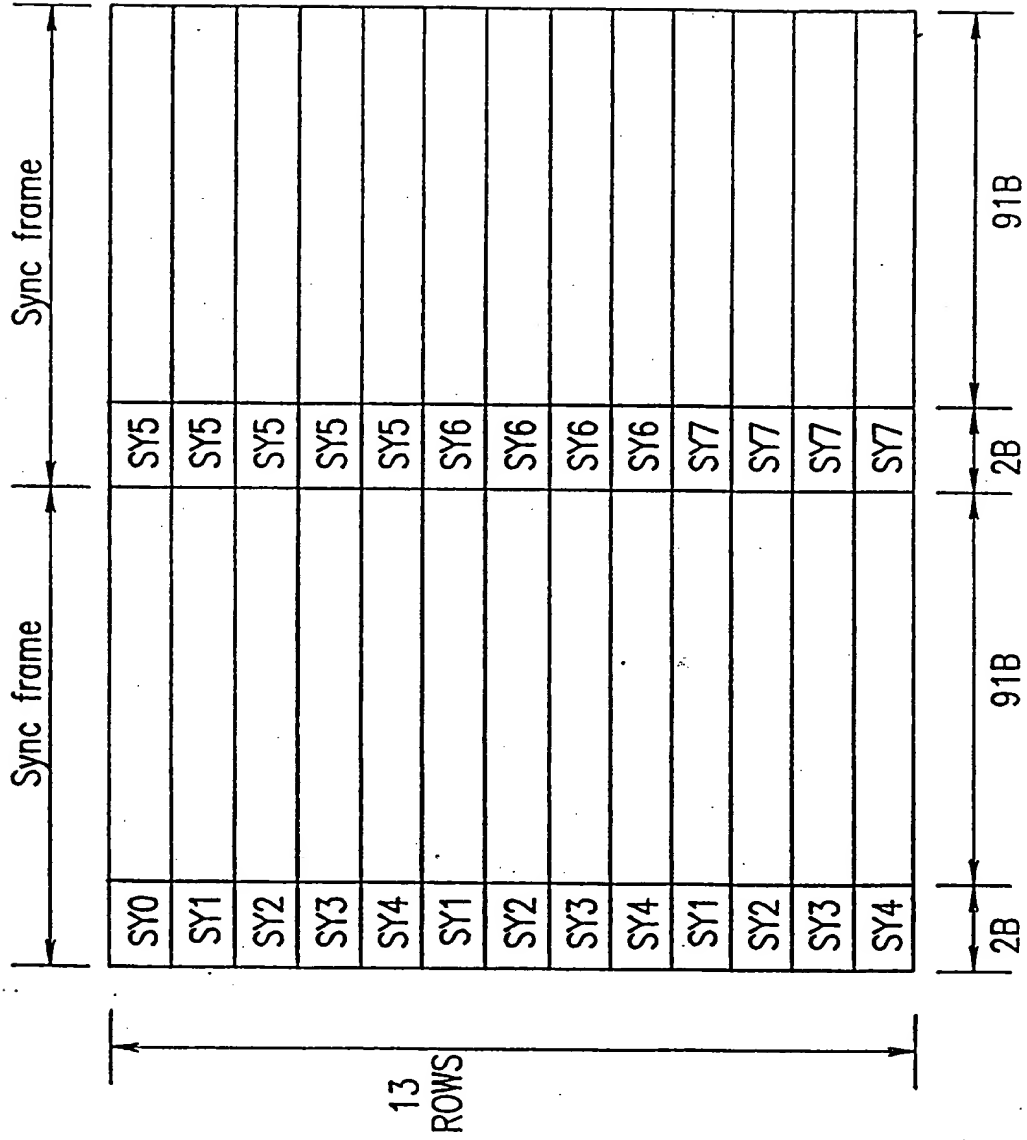 Sync frame Sync frame
13
ROWS
SY0 SY5
SY1 SY5
SY2 SY5
SY3 SY5
SY4 SY5
SY1 SY6
SY2 SY6
SY3 SY6
SY4 SY6
SY1 SY7
SY2 SY7
SY3 SY7
SY4 SY7
2B 91B 2B 91B